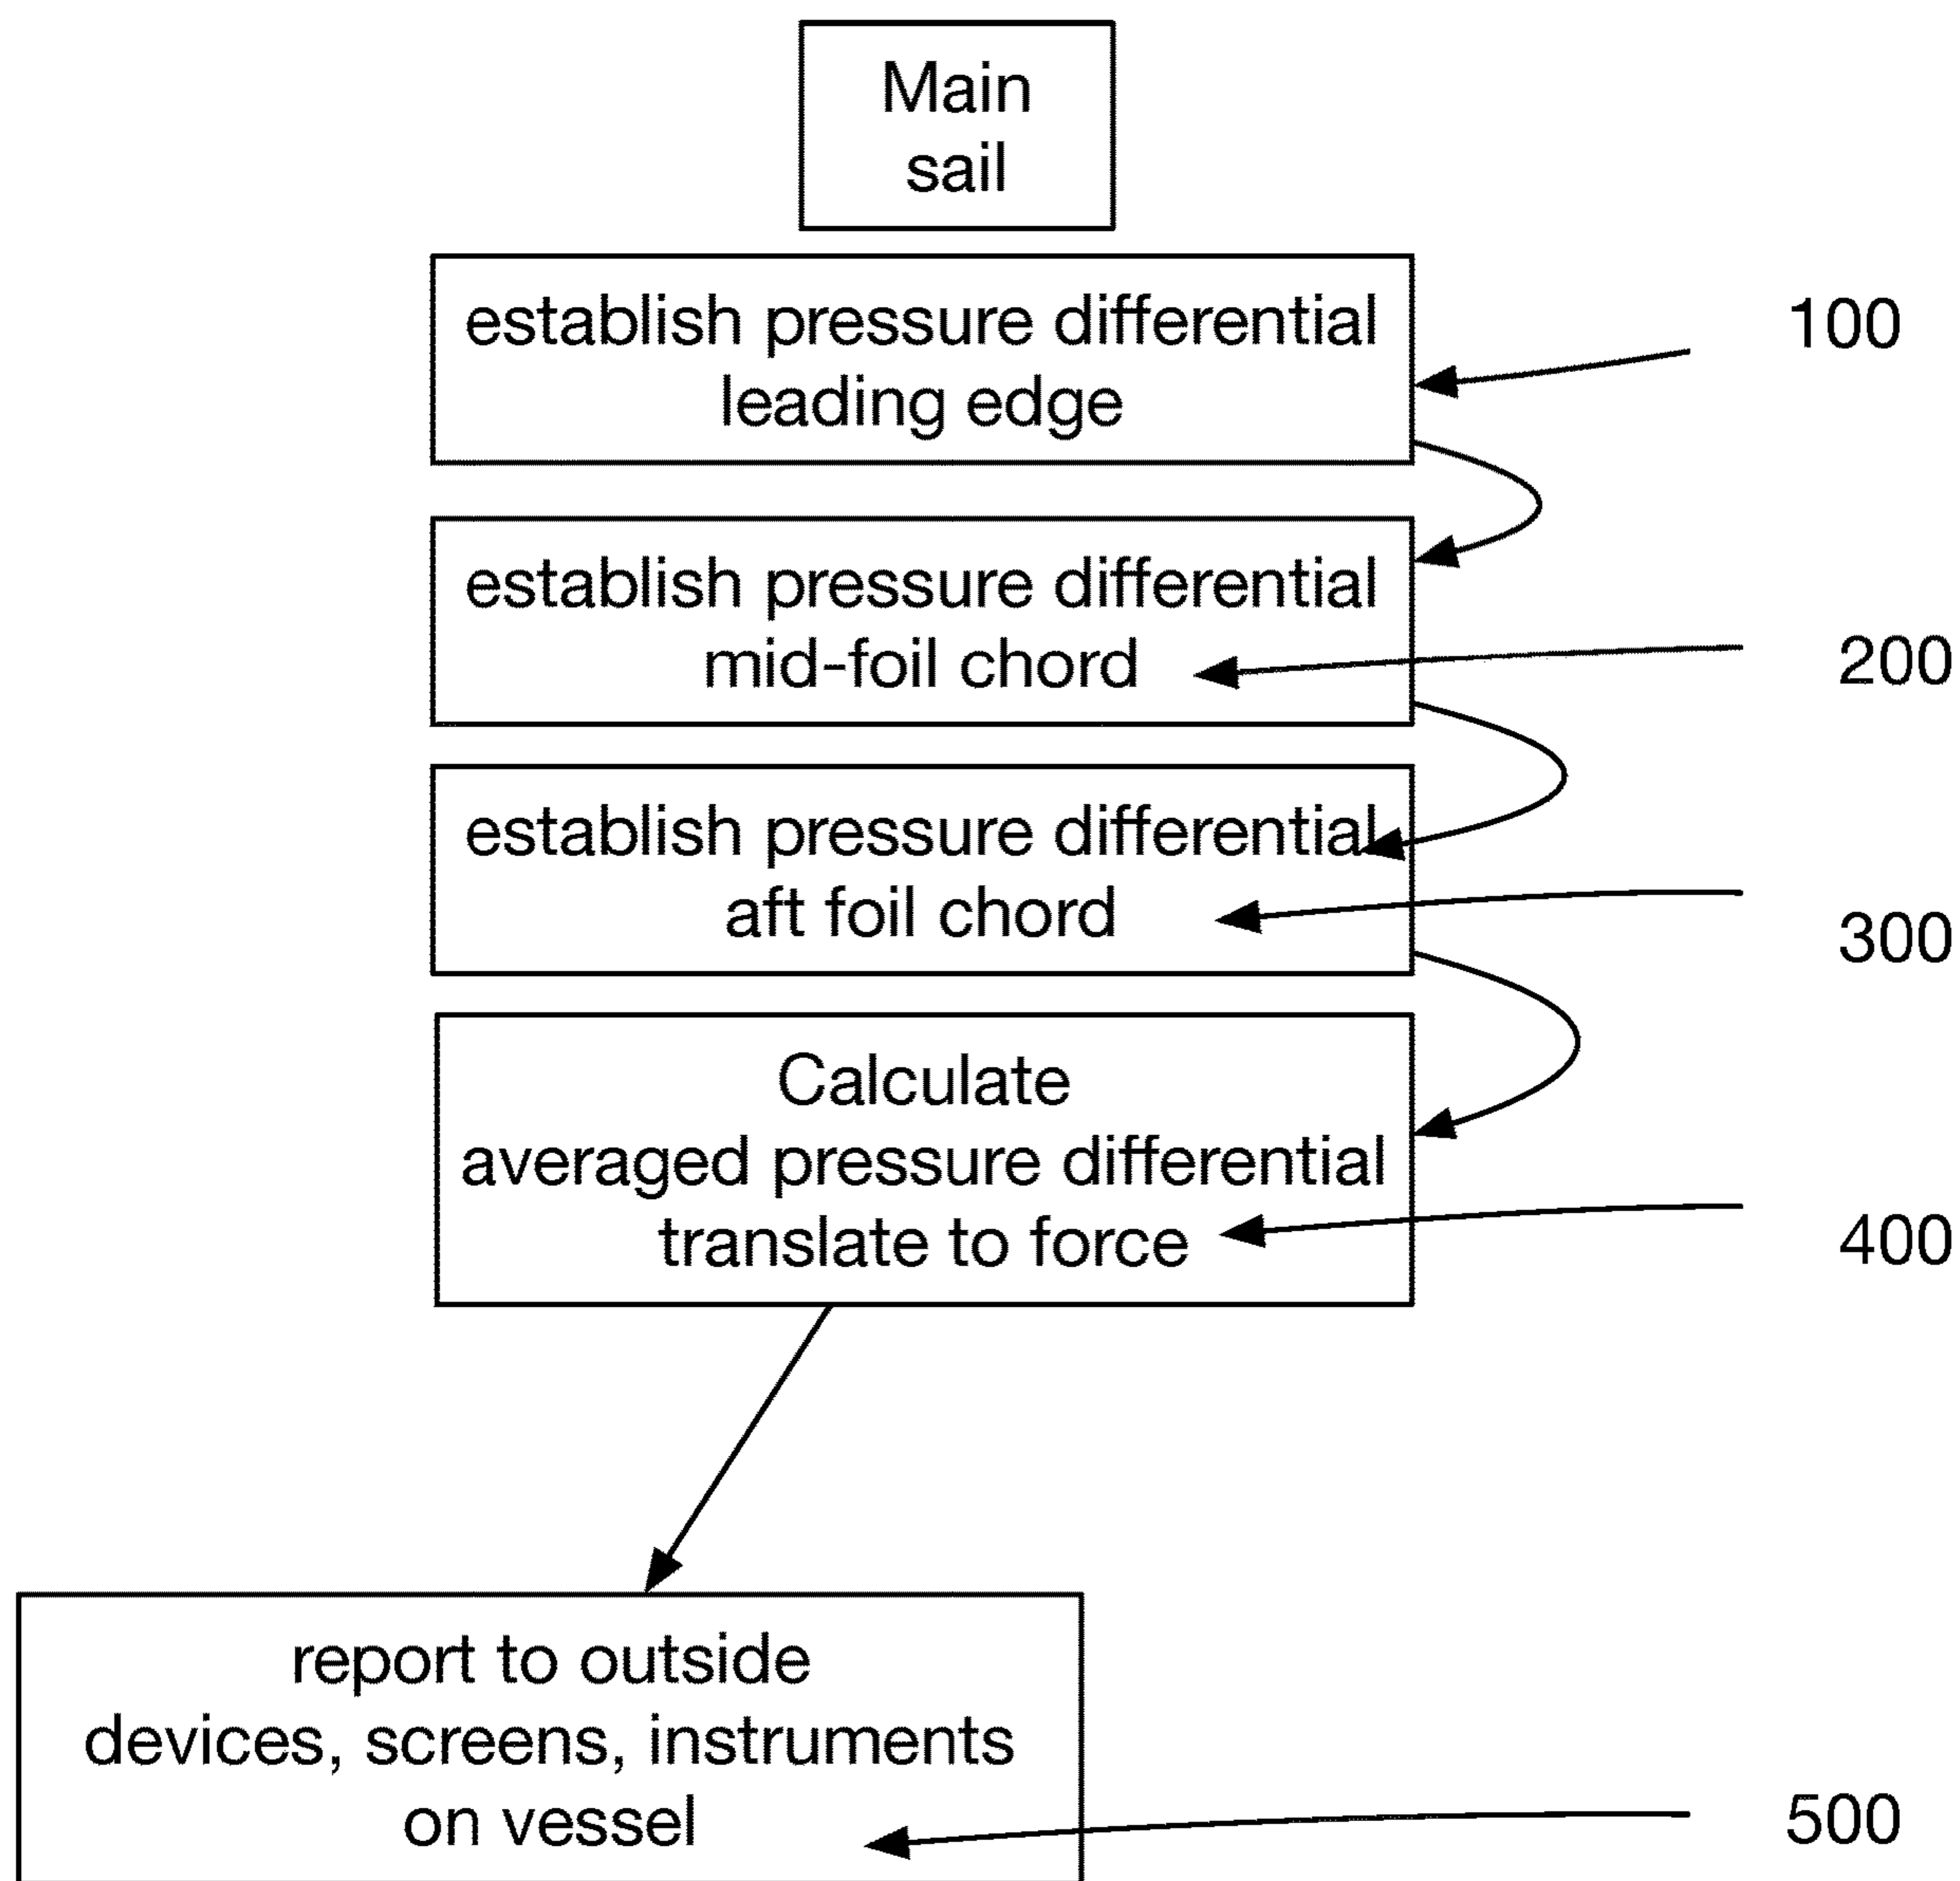 Main
sail
establish pressure differential
leading edge
100
establish pressure differential
mid-foil chord
200
establish pressure differential
aft foil chord
300
Calculate
averaged pressure differential
translate to force
400
report to outside
devices, screens, instruments
on vessel
500